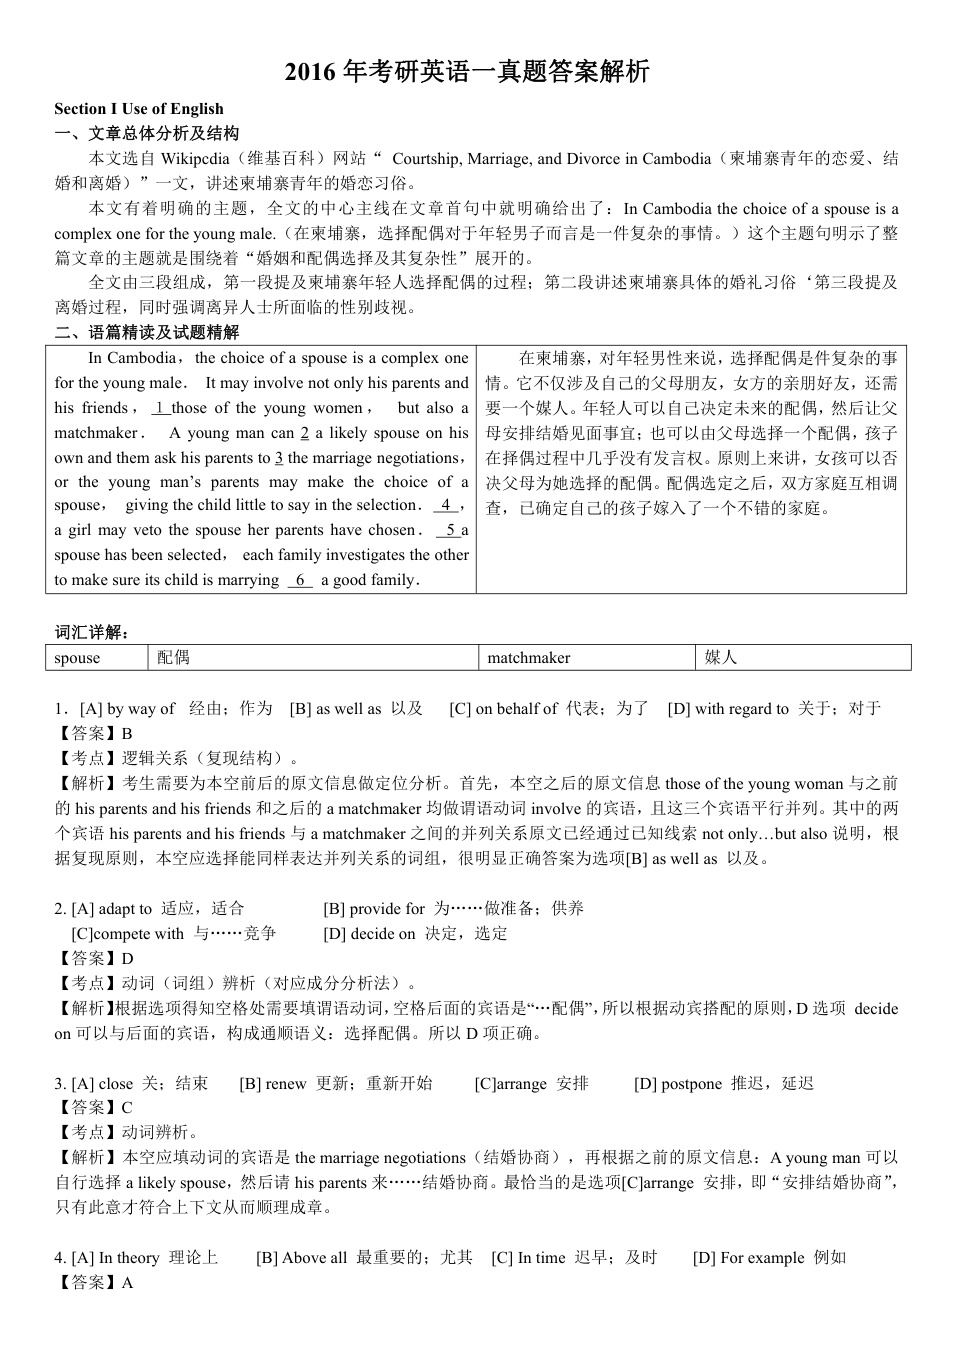 2016 年考研英语一真题答案解析
Section I Use of English
一、文章总体分析及结构
本文选自 Wikipcdia（维基百科）网站“ Courtship, Marriage, and Divorce in Cambodia（柬埔寨青年的恋爱、结
婚和离婚）”一文，讲述柬埔寨青年的婚恋习俗。
本文有着明确的主题，全文的中心主线在文章首句中就明确给出了：In Cambodia the choice of a spouse is a
complex one for the young male.（在柬埔寨，选择配偶对于年轻男子而言是一件复杂的事情。）这个主题句明示了整
篇文章的主题就是围绕着“婚姻和配偶选择及其复杂性”展开的。
全文由三段组成，第一段提及柬埔寨年轻人选择配偶的过程；第二段讲述柬埔寨具体的婚礼习俗‘第三段提及
离婚过程，同时强调离异人士所面临的性别歧视。
二、语篇精读及试题精解
In Cambodia，the choice of a spouse is a complex one
for the young male． It may involve not only his parents and
his friends， 1 those of the young women， but also a
matchmaker． A young man can 2 a likely spouse on his
own and them ask his parents to 3 the marriage negotiations，
or the young man’s parents may make the choice of a
spouse， giving the child little to say in the selection． 4 ，
a girl may veto the spouse her parents have chosen． 5 a
spouse has been selected， each family investigates the other
to make sure its child is marrying 6 a good family．
在柬埔寨，对年轻男性来说，选择配偶是件复杂的事
情。它不仅涉及自己的父母朋友，女方的亲朋好友，还需
要一个媒人。年轻人可以自己决定未来的配偶，然后让父
母安排结婚见面事宜；也可以由父母选择一个配偶，孩子
在择偶过程中几乎没有发言权。原则上来讲，女孩可以否
决父母为她选择的配偶。配偶选定之后，双方家庭互相调
查，已确定自己的孩子嫁入了一个不错的家庭。
词汇详解：
spouse 配偶 matchmaker 媒人
1．[A] by way of 经由；作为 [B] as well as 以及 [C] on behalf of 代表；为了 [D] with regard to 关于；对于
【答案】B
【考点】逻辑关系（复现结构）。
【解析】考生需要为本空前后的原文信息做定位分析。首先，本空之后的原文信息 those of the young woman 与之前
的 his parents and his friends 和之后的 a matchmaker 均做谓语动词 involve 的宾语，且这三个宾语平行并列。其中的两
个宾语 his parents and his friends 与 a matchmaker 之间的并列关系原文已经通过已知线索 not only…but also 说明，根
据复现原则，本空应选择能同样表达并列关系的词组，很明显正确答案为选项[B] as well as 以及。
2. [A] adapt to 适应，适合 [B] provide for 为……做准备；供养
[C]compete with 与……竞争 [D] decide on 决定，选定
【答案】D
【考点】动词（词组）辨析（对应成分分析法）。
【解析】根据选项得知空格处需要填谓语动词，空格后面的宾语是“…配偶”，所以根据动宾搭配的原则，D 选项 decide
on 可以与后面的宾语，构成通顺语义：选择配偶。所以 D 项正确。
3. [A] close 关；结束 [B] renew 更新；重新开始 [C]arrange 安排 [D] postpone 推迟，延迟
【答案】C
【考点】动词辨析。
【解析】本空应填动词的宾语是 the marriage negotiations（结婚协商），再根据之前的原文信息：A young man 可以
自行选择 a likely spouse，然后请 his parents 来……结婚协商。最恰当的是选项[C]arrange 安排，即“安排结婚协商”，
只有此意才符合上下文从而顺理成章。
4. [A] In theory 理论上 [B] Above all 最重要的；尤其 [C] In time 迟早；及时 [D] For example 例如
【答案】A